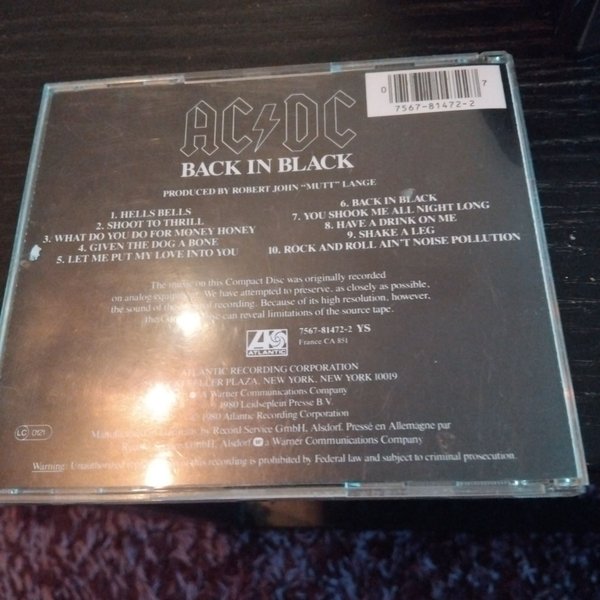 0
7567-81472-2
7
AC DC
BACK IN BLACK
PRODUCED BY ROBERT JOHN "MUTT" LANGE
1. HELLS BELLS
2. SHOOT TO THRILL
3. WHAT DO YOU DO FOR MONEY HONEY
4. GIVEN THE DOG A BONE
5. LET ME PUT MY LOVE INTO YOU
6. BACK IN BLACK
7. YOU SHOOK ME ALL NIGHT LONG
8. HAVE A DRINK ON ME
9. SHAKE A LEG
10. ROCK AND ROLL AIN'T NOISE POLLUTION
The music on this Compact Disc was originally recorded
on analog We have attempted to preserve, as closely as possible,
the sound of the recording. Because of its high resolution, however,
the can reveal limitations of the source tape.
ATLANTIC
7567-81472-2 YS
France CA 851
ATLANTIC RECORDING CORPORATION
PLAZA, NEW YORK, NEW YORK 10019
A Warner Communications Company
1980 Leidseplein Presse B.V.
© 1980 Atlantic Recording Corporation
by Record Service GmbH, Alsdorf. Pressé en Allemagne par
GmbH, Alsdorf a Warner Communications Company
LC 0121
Warning: Unauthorized of this recording is prohibited by Federal law and subject to criminal prosecution.